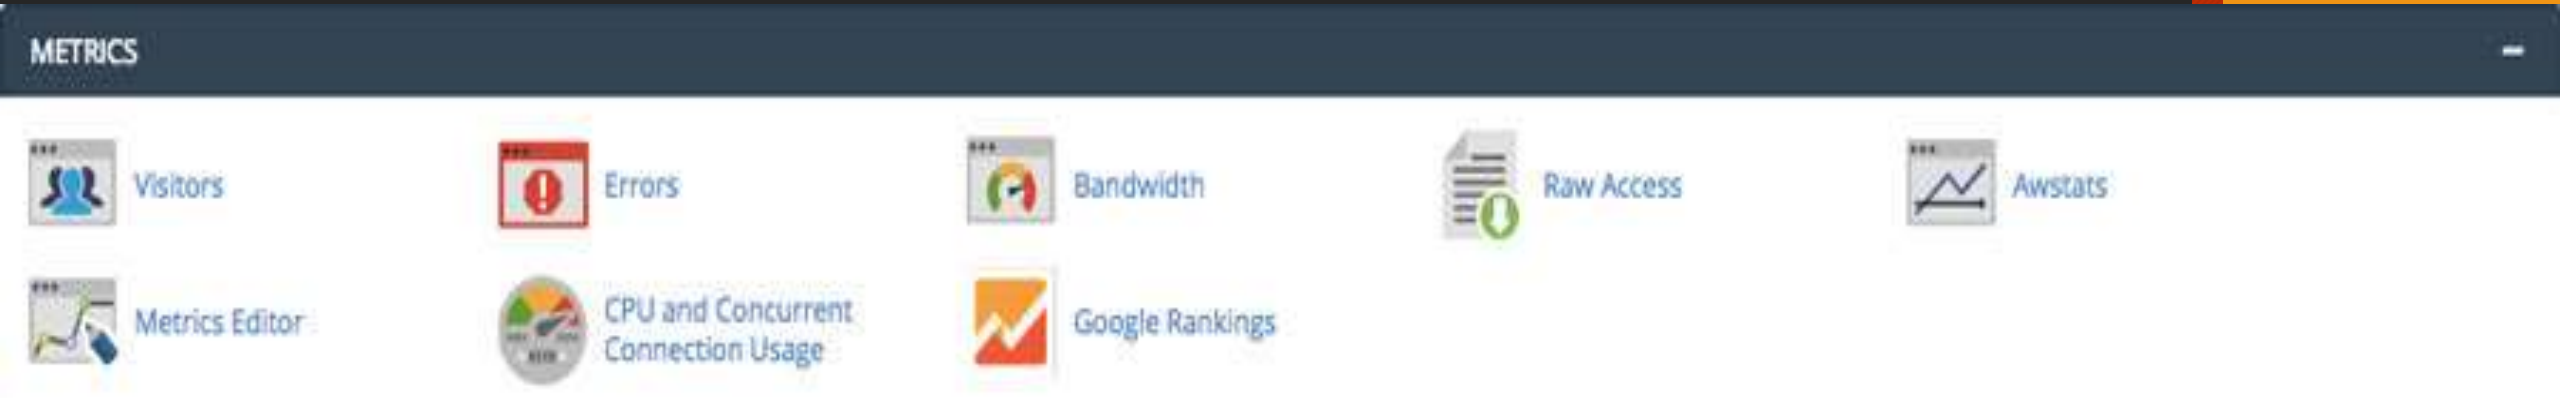 METRICS
Visitors
Errors
Bandwidth
Raw Access
Awstats
Metrics Editor
CPU and Concurrent
Connection Usage
Google Rankings